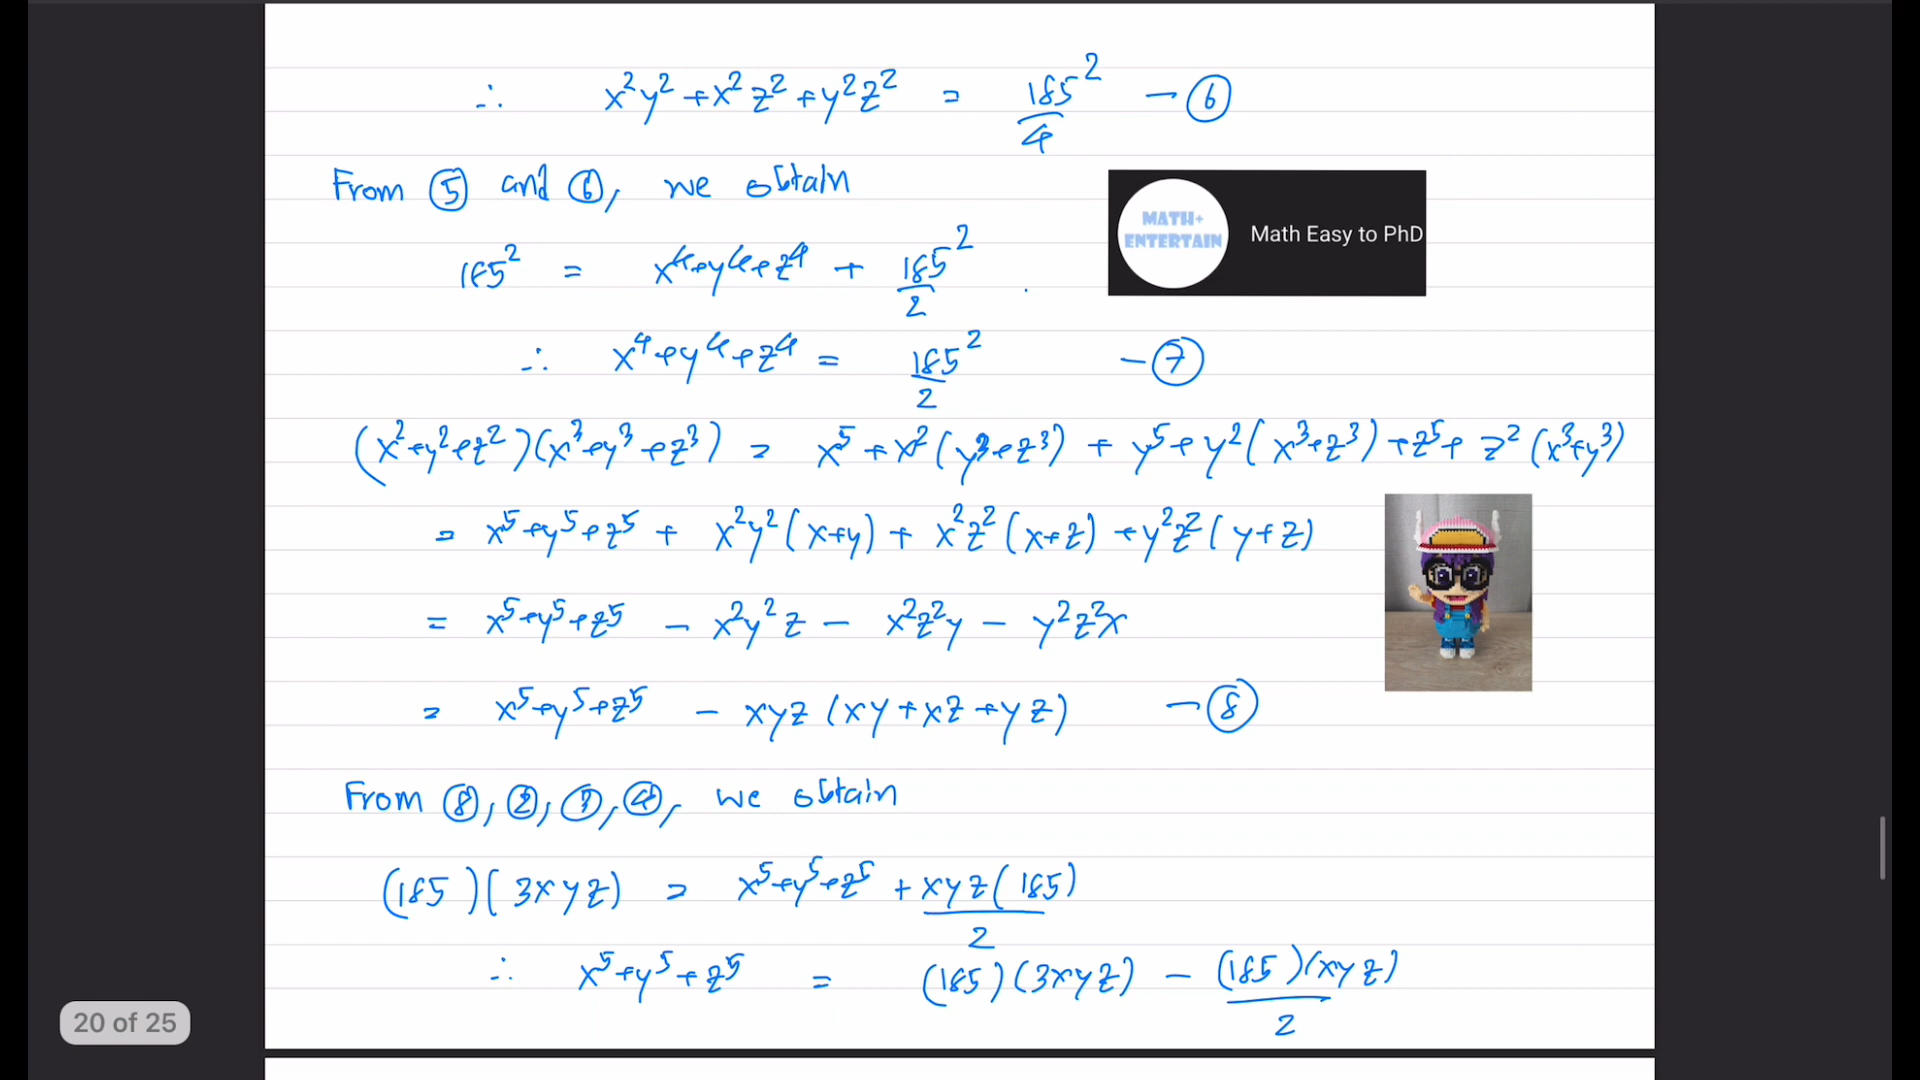 ∴ x²y² + x²z² + y²z² = 185²/4 — ⑥
From ⑤ and ⑥, we obtain
MATH+
ENTERTAIN
Math Easy to PhD
185² = x⁴+y⁴+z⁴ + 185²/2 .
∴ x⁴+y⁴+z⁴ = 185²/2 — ⑦
(x²+y²+z²)(x³+y³+z³) = x⁵ + x²(y³+z³) + y⁵ + y²(x³+z³) + z⁵ + z²(x³+y³)
= x⁵+y⁵+z⁵ + x²y²(x+y) + x²z²(x+z) + y²z²(y+z)
= x⁵+y⁵+z⁵ − x²y²z − x²z²y − y²z²x
= x⁵+y⁵+z⁵ − xyz (xy+xz+yz) — ⑧
From ⑧, ②, ③, ④, we obtain
(185)(3xyz) = x⁵+y⁵+z⁵ + xyz(185)/2
∴ x⁵+y⁵+z⁵ = (185)(3xyz) − (185)(xyz)/2
20 of 25